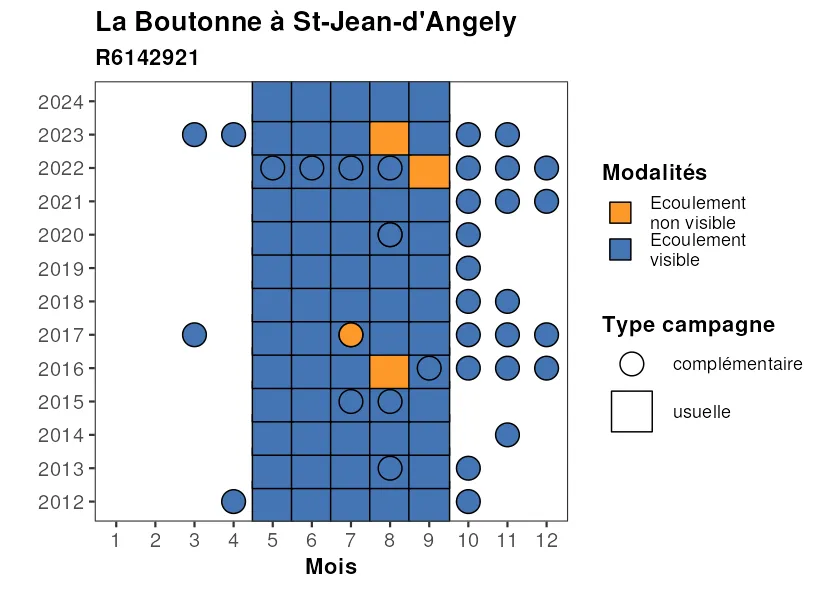 La Boutonne à St-Jean-d'Angely
R6142921
2024
2023
2022
2021
2020
2019
2018
2017
2016
2015
2014
2013
2012
1 2 3 4 5 6 7 8 9 10 11 12
Mois
Modalités
Ecoulement
non visible
Ecoulement
visible
Type campagne
complémentaire
usuelle